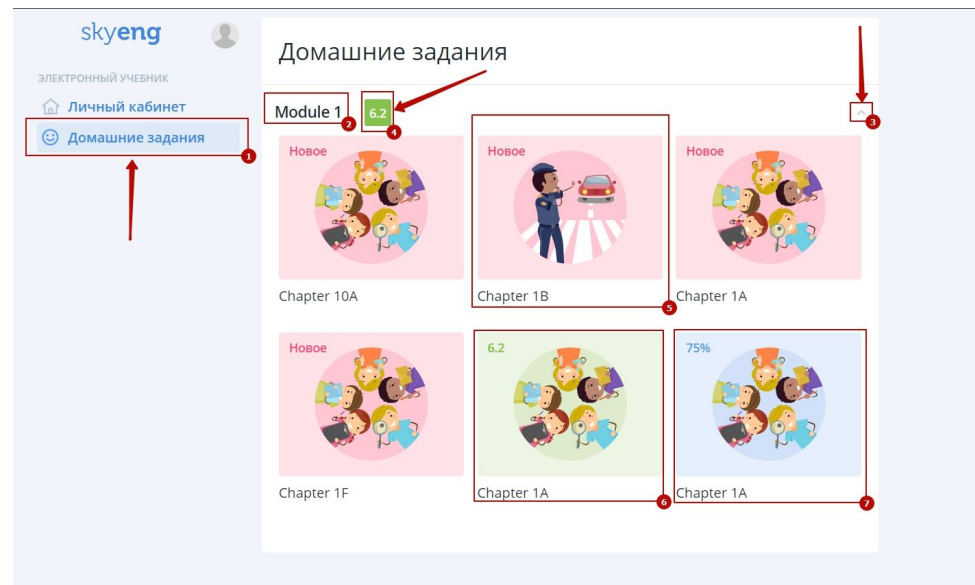 skyeng
ЭЛЕКТРОННЫЙ УЧЕБНИК
Личный кабинет
Домашние задания
1
Домашние задания
Module 1
2
6.2
4
3
Новое
Новое
Новое
Chapter 10A
Chapter 1B
5
Chapter 1A
Новое
6.2
75%
Chapter 1F
Chapter 1A
6
Chapter 1A
7